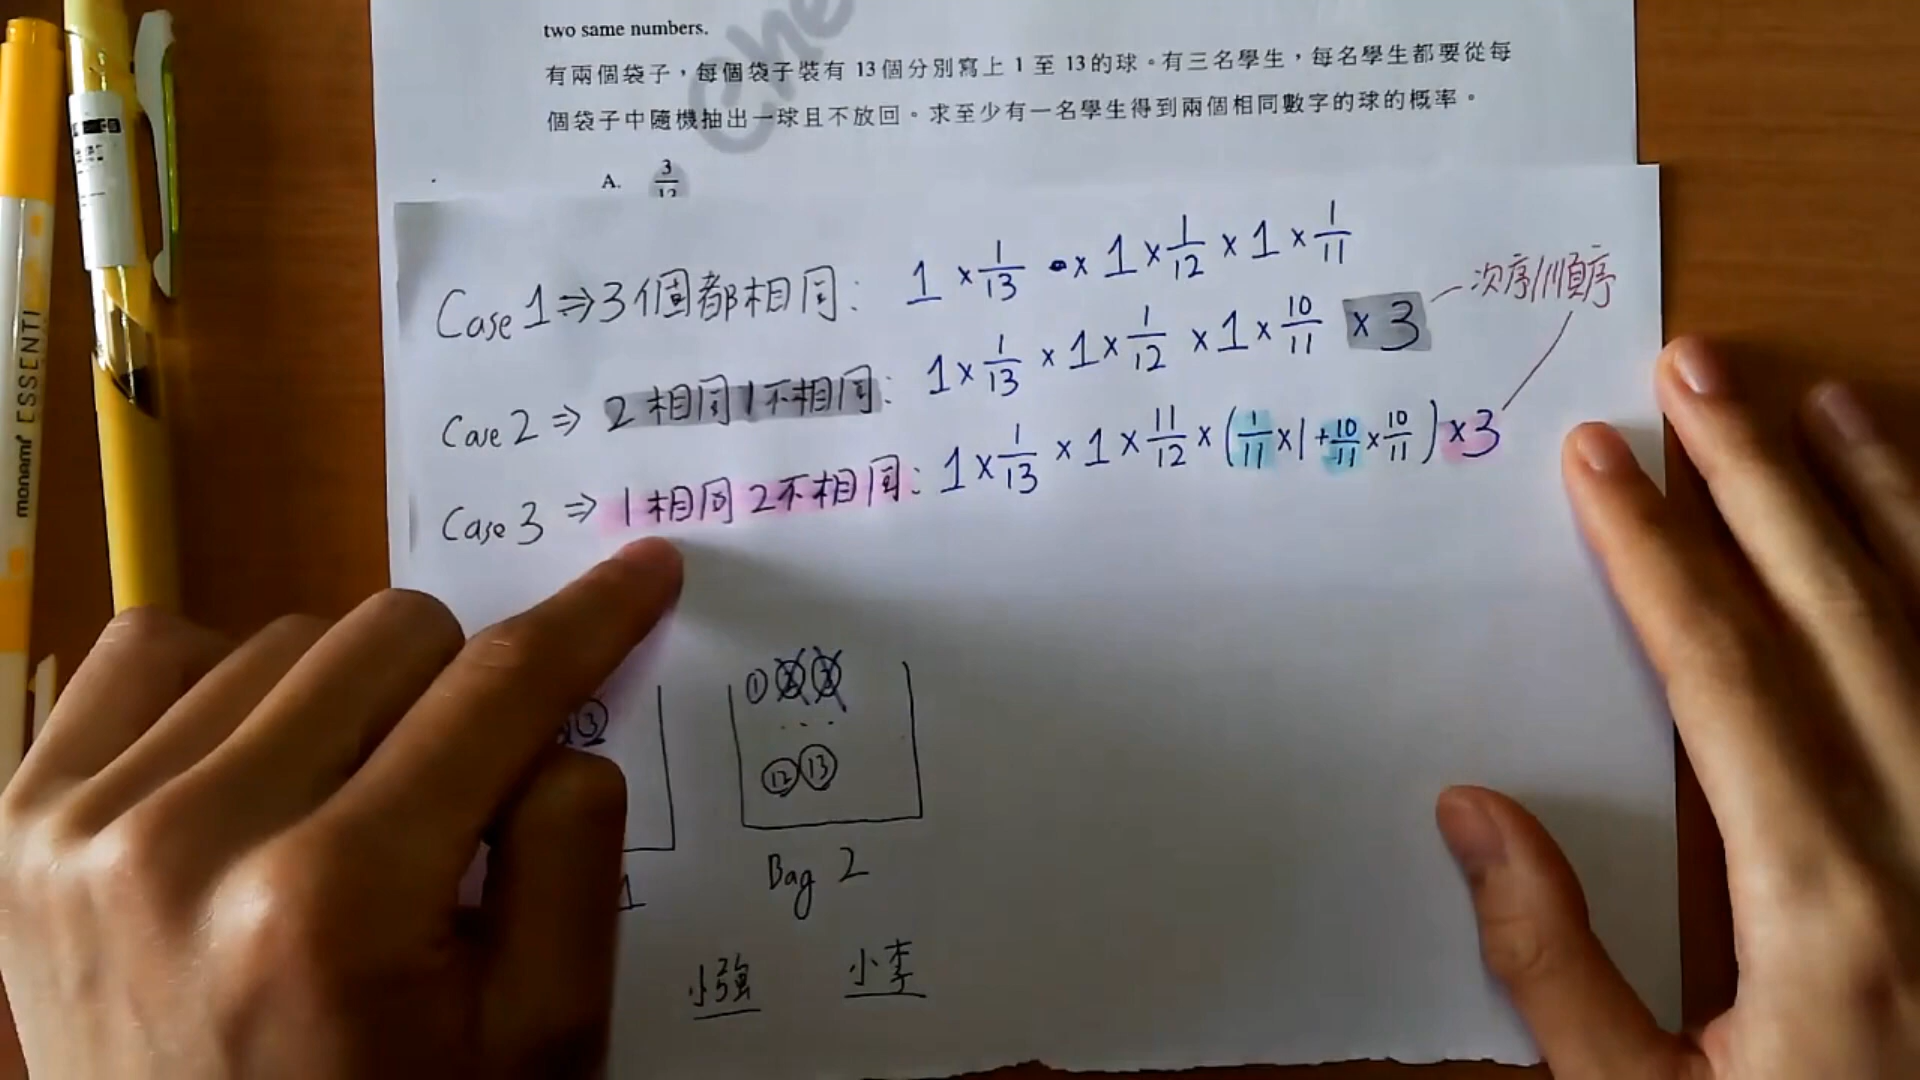 two same numbers.
有兩個袋子，每個袋子裝有 13 個分別寫上 1 至 13 的球。有三名學生，每名學生都要從每
個袋子中隨機抽出一球且不放回。求至少有一名學生得到兩個相同數字的球的概率。
Che
A. 3/13
Case 1 ⇒ 3個都相同: 1 × 1/13 × 1 × 1/12 × 1 × 1/11
Case 2 ⇒ 2相同1不相同: 1 × 1/13 × 1 × 1/12 × 1 × 10/11 × 3
次序/順序
Case 3 ⇒ 1相同2不相同: 1 × 1/13 × 1 × 11/12 × (1/11 × 1 + 10/11 × 10/11) × 3
③
① ② ③
...
⑫ ⑬
1
Bag 2
小強 小李
monami ESSENTI